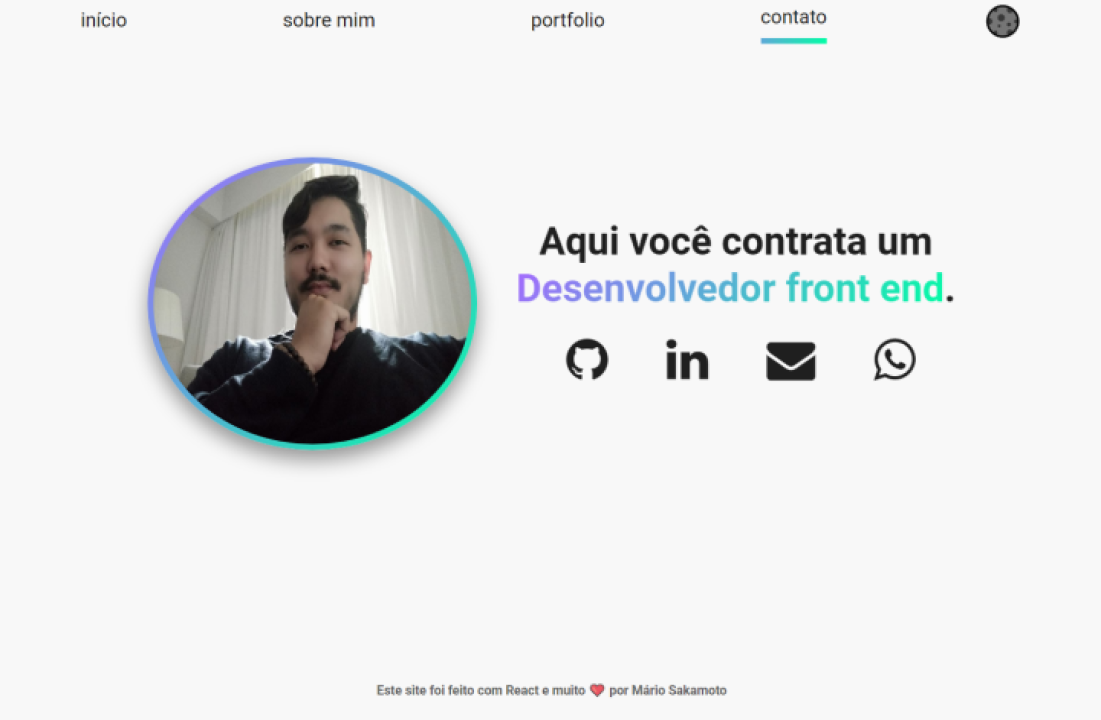 início
sobre mim
portfolio
contato
Aqui você contrata um
Desenvolvedor front end.
in
Este site foi feito com React e muito ❤ por Mário Sakamoto